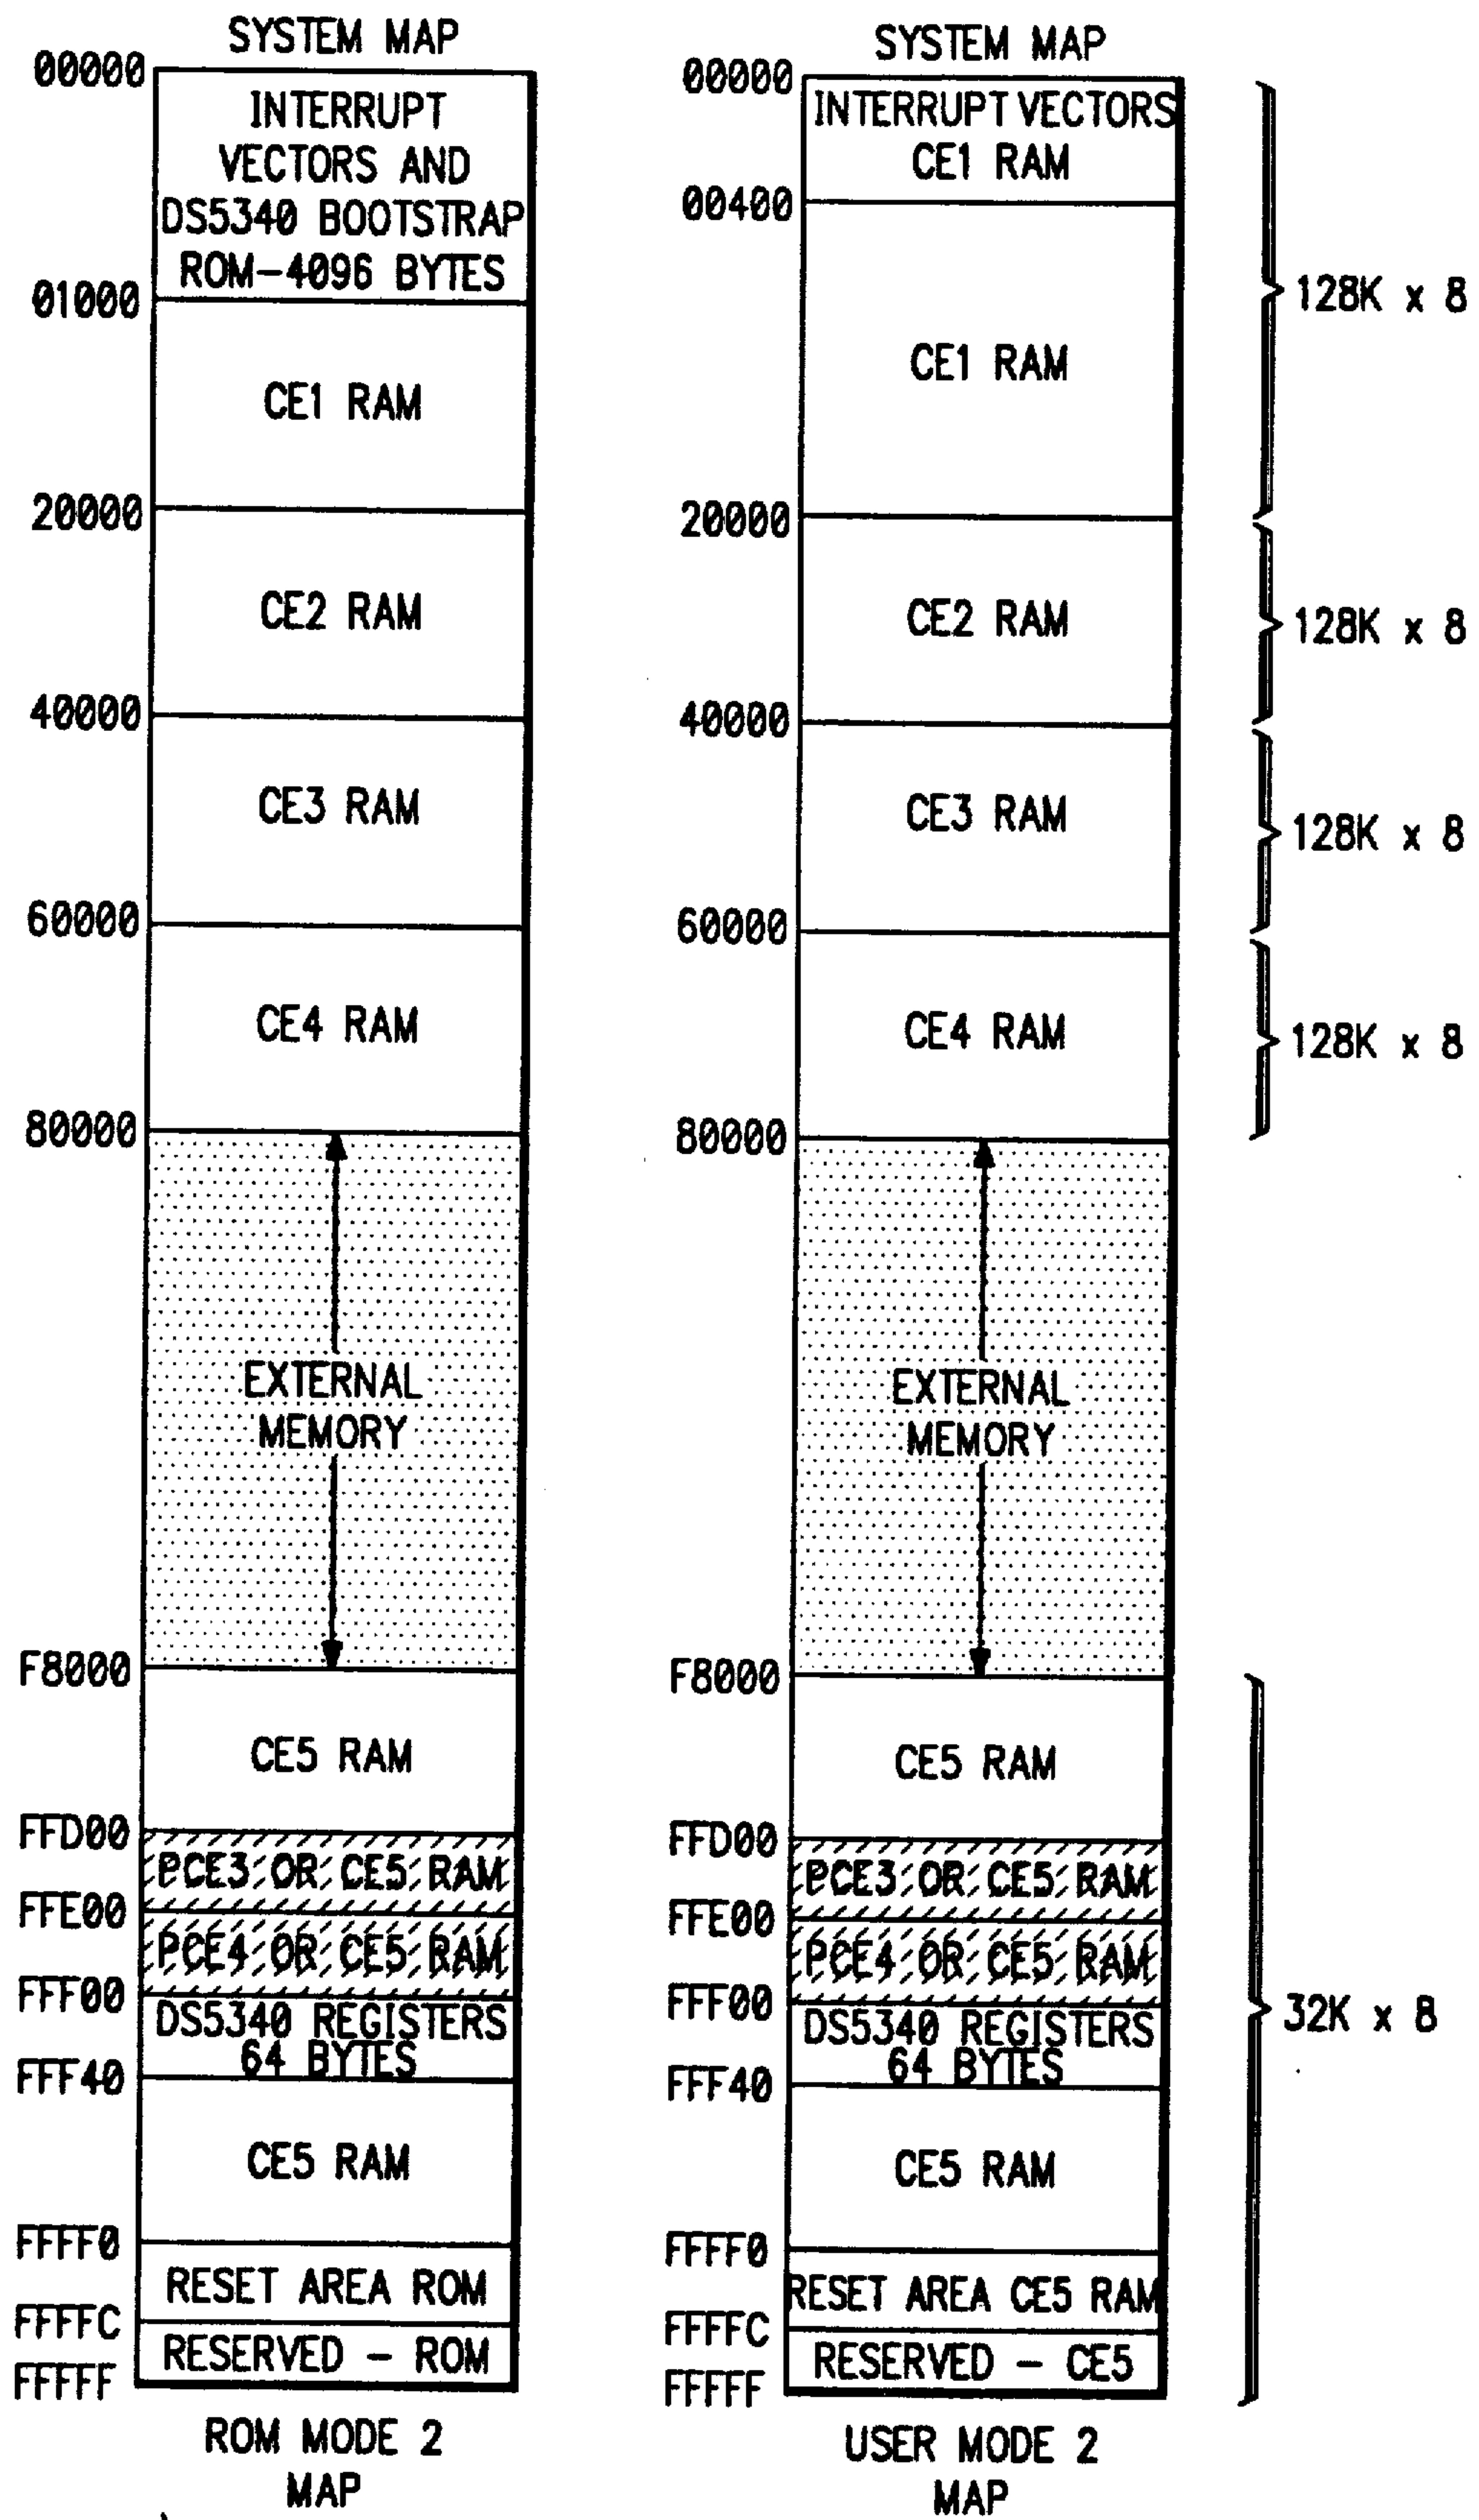 SYSTEM MAP
00000
INTERRUPT
VECTORS AND
DS5340 BOOTSTRAP
ROM-4096 BYTES
01000
CE1 RAM
20000
CE2 RAM
40000
CE3 RAM
60000
CE4 RAM
80000
EXTERNAL
MEMORY
F8000
CE5 RAM
FFD00
PCE3 OR CE5 RAM
FFE00
PCE4 OR CE5 RAM
FFF00
DS5340 REGISTERS
64 BYTES
FFF40
CE5 RAM
FFFF0
RESET AREA ROM
FFFFC
RESERVED - ROM
FFFFF
ROM MODE 2
MAP
SYSTEM MAP
00000
INTERRUPT VECTORS
CE1 RAM
00400
CE1 RAM
128K x 8
20000
CE2 RAM
128K x 8
40000
CE3 RAM
128K x 8
60000
CE4 RAM
128K x 8
80000
EXTERNAL
MEMORY
F8000
CE5 RAM
FFD00
PCE3 OR CE5 RAM
FFE00
PCE4 OR CE5 RAM
FFF00
DS5340 REGISTERS
64 BYTES
32K x 8
FFF40
CE5 RAM
FFFF0
RESET AREA CE5 RAM
FFFFC
RESERVED - CE5
FFFFF
USER MODE 2
MAP